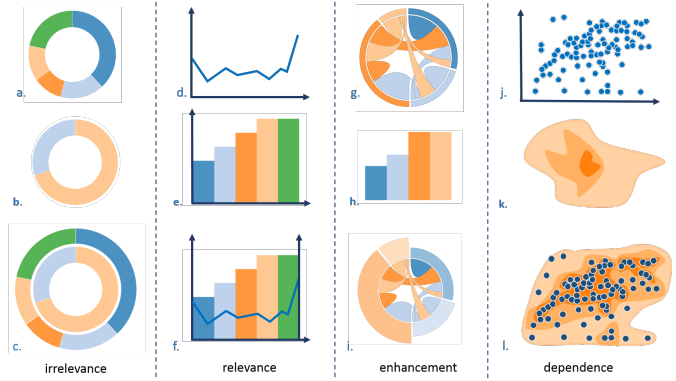 a.
b.
c.
irrelevance
d.
e.
f.
relevance
g.
h.
i.
enhancement
j.
k.
l.
dependence